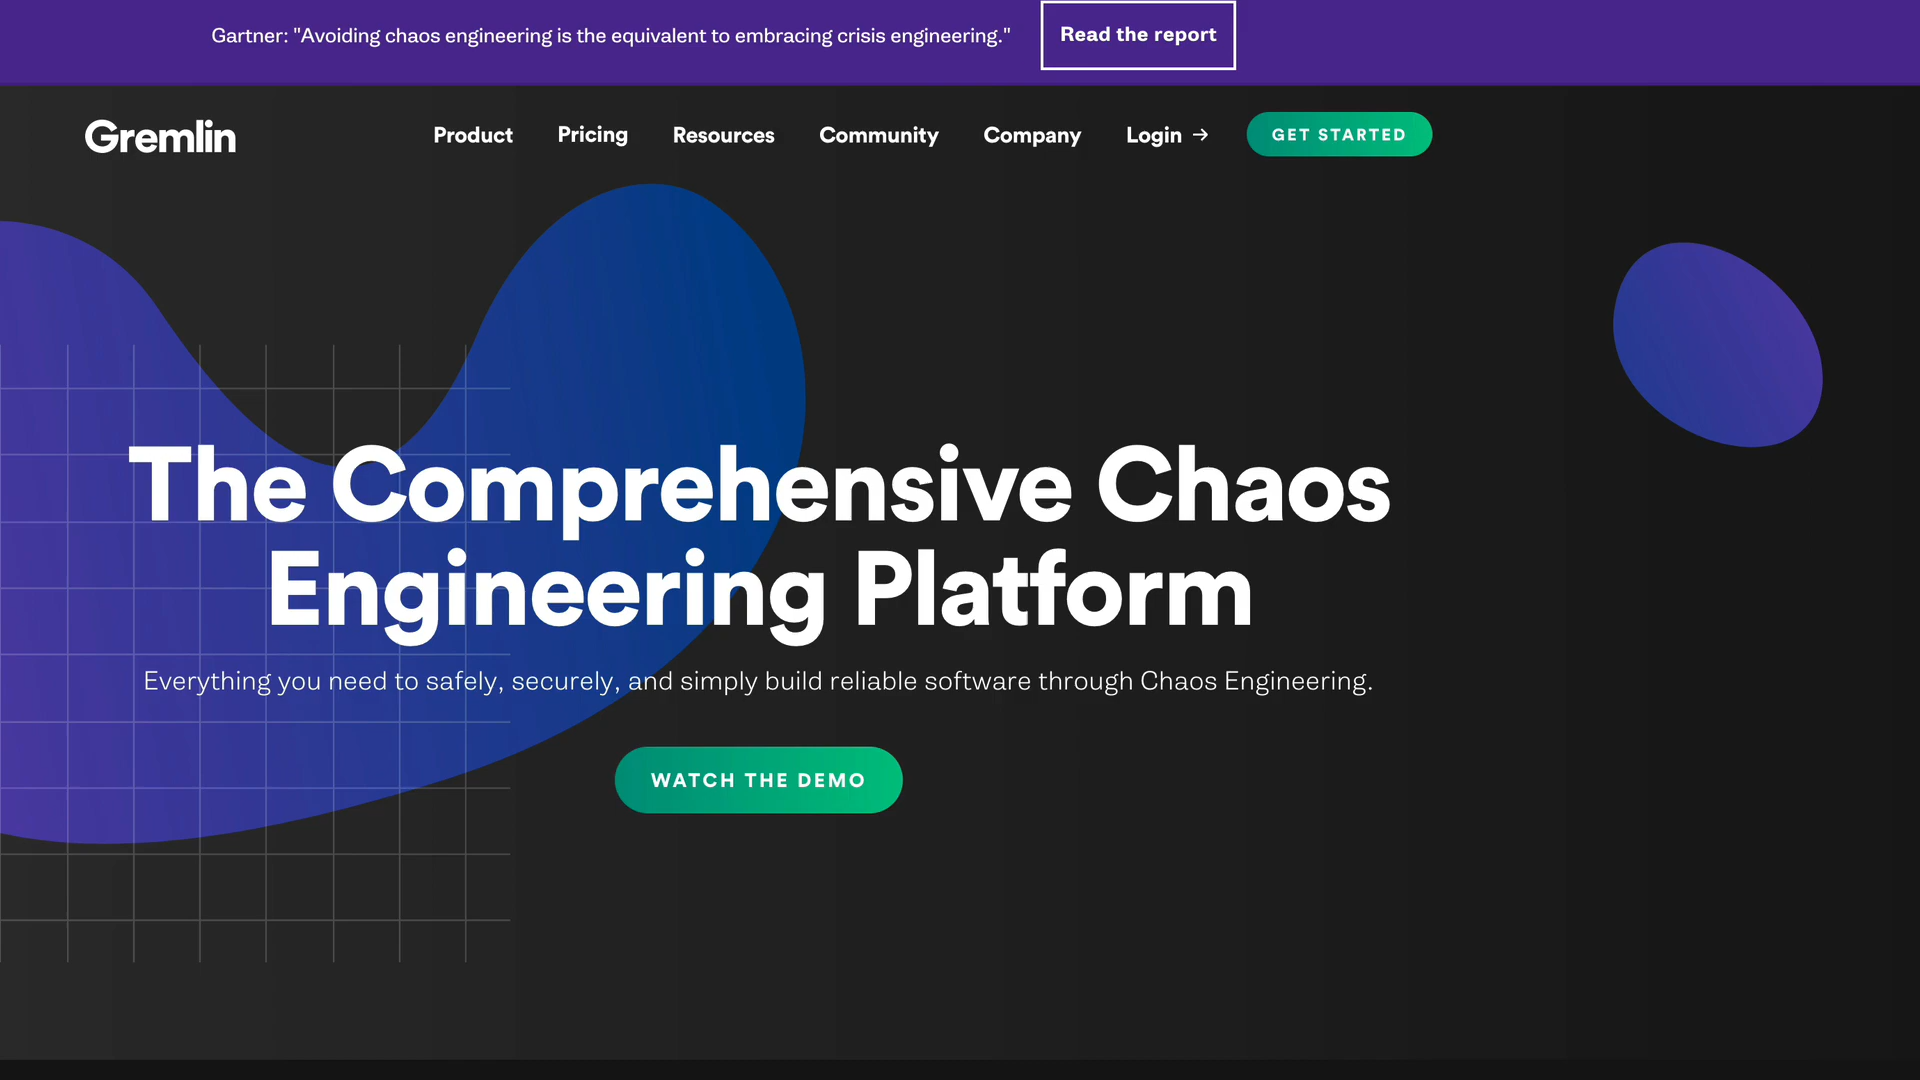 Gartner: "Avoiding chaos engineering is the equivalent to embracing crisis engineering."
Read the report
Gremlin
Product
Pricing
Resources
Community
Company
Login →
GET STARTED
The Comprehensive Chaos
Engineering Platform
Everything you need to safely, securely, and simply build reliable software through Chaos Engineering.
WATCH THE DEMO